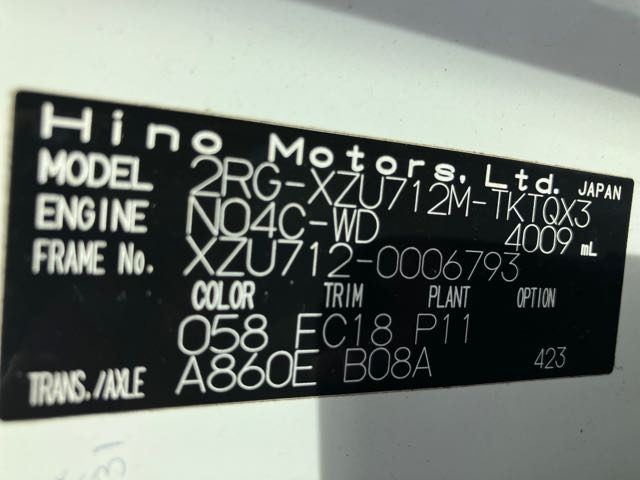 Hino Motors, Ltd. JAPAN
MODEL 2RG-XZU712M-TKTQX3
ENGINE N04C-WD 4009 mL
FRAME No. XZU712-0006793
COLOR TRIM PLANT OPTION
058 FC18 P11
TRANS./AXLE A860E B08A 423